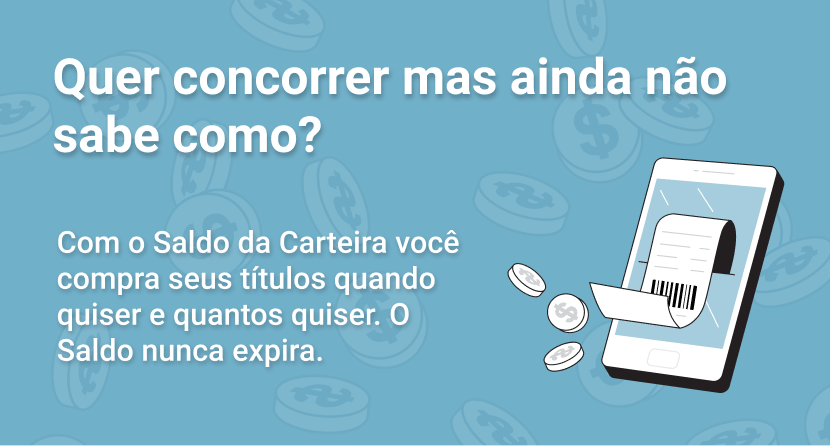 Quer concorrer mas ainda não
sabe como?
Com o Saldo da Carteira você
compra seus títulos quando
quiser e quantos quiser. O
Saldo nunca expira.